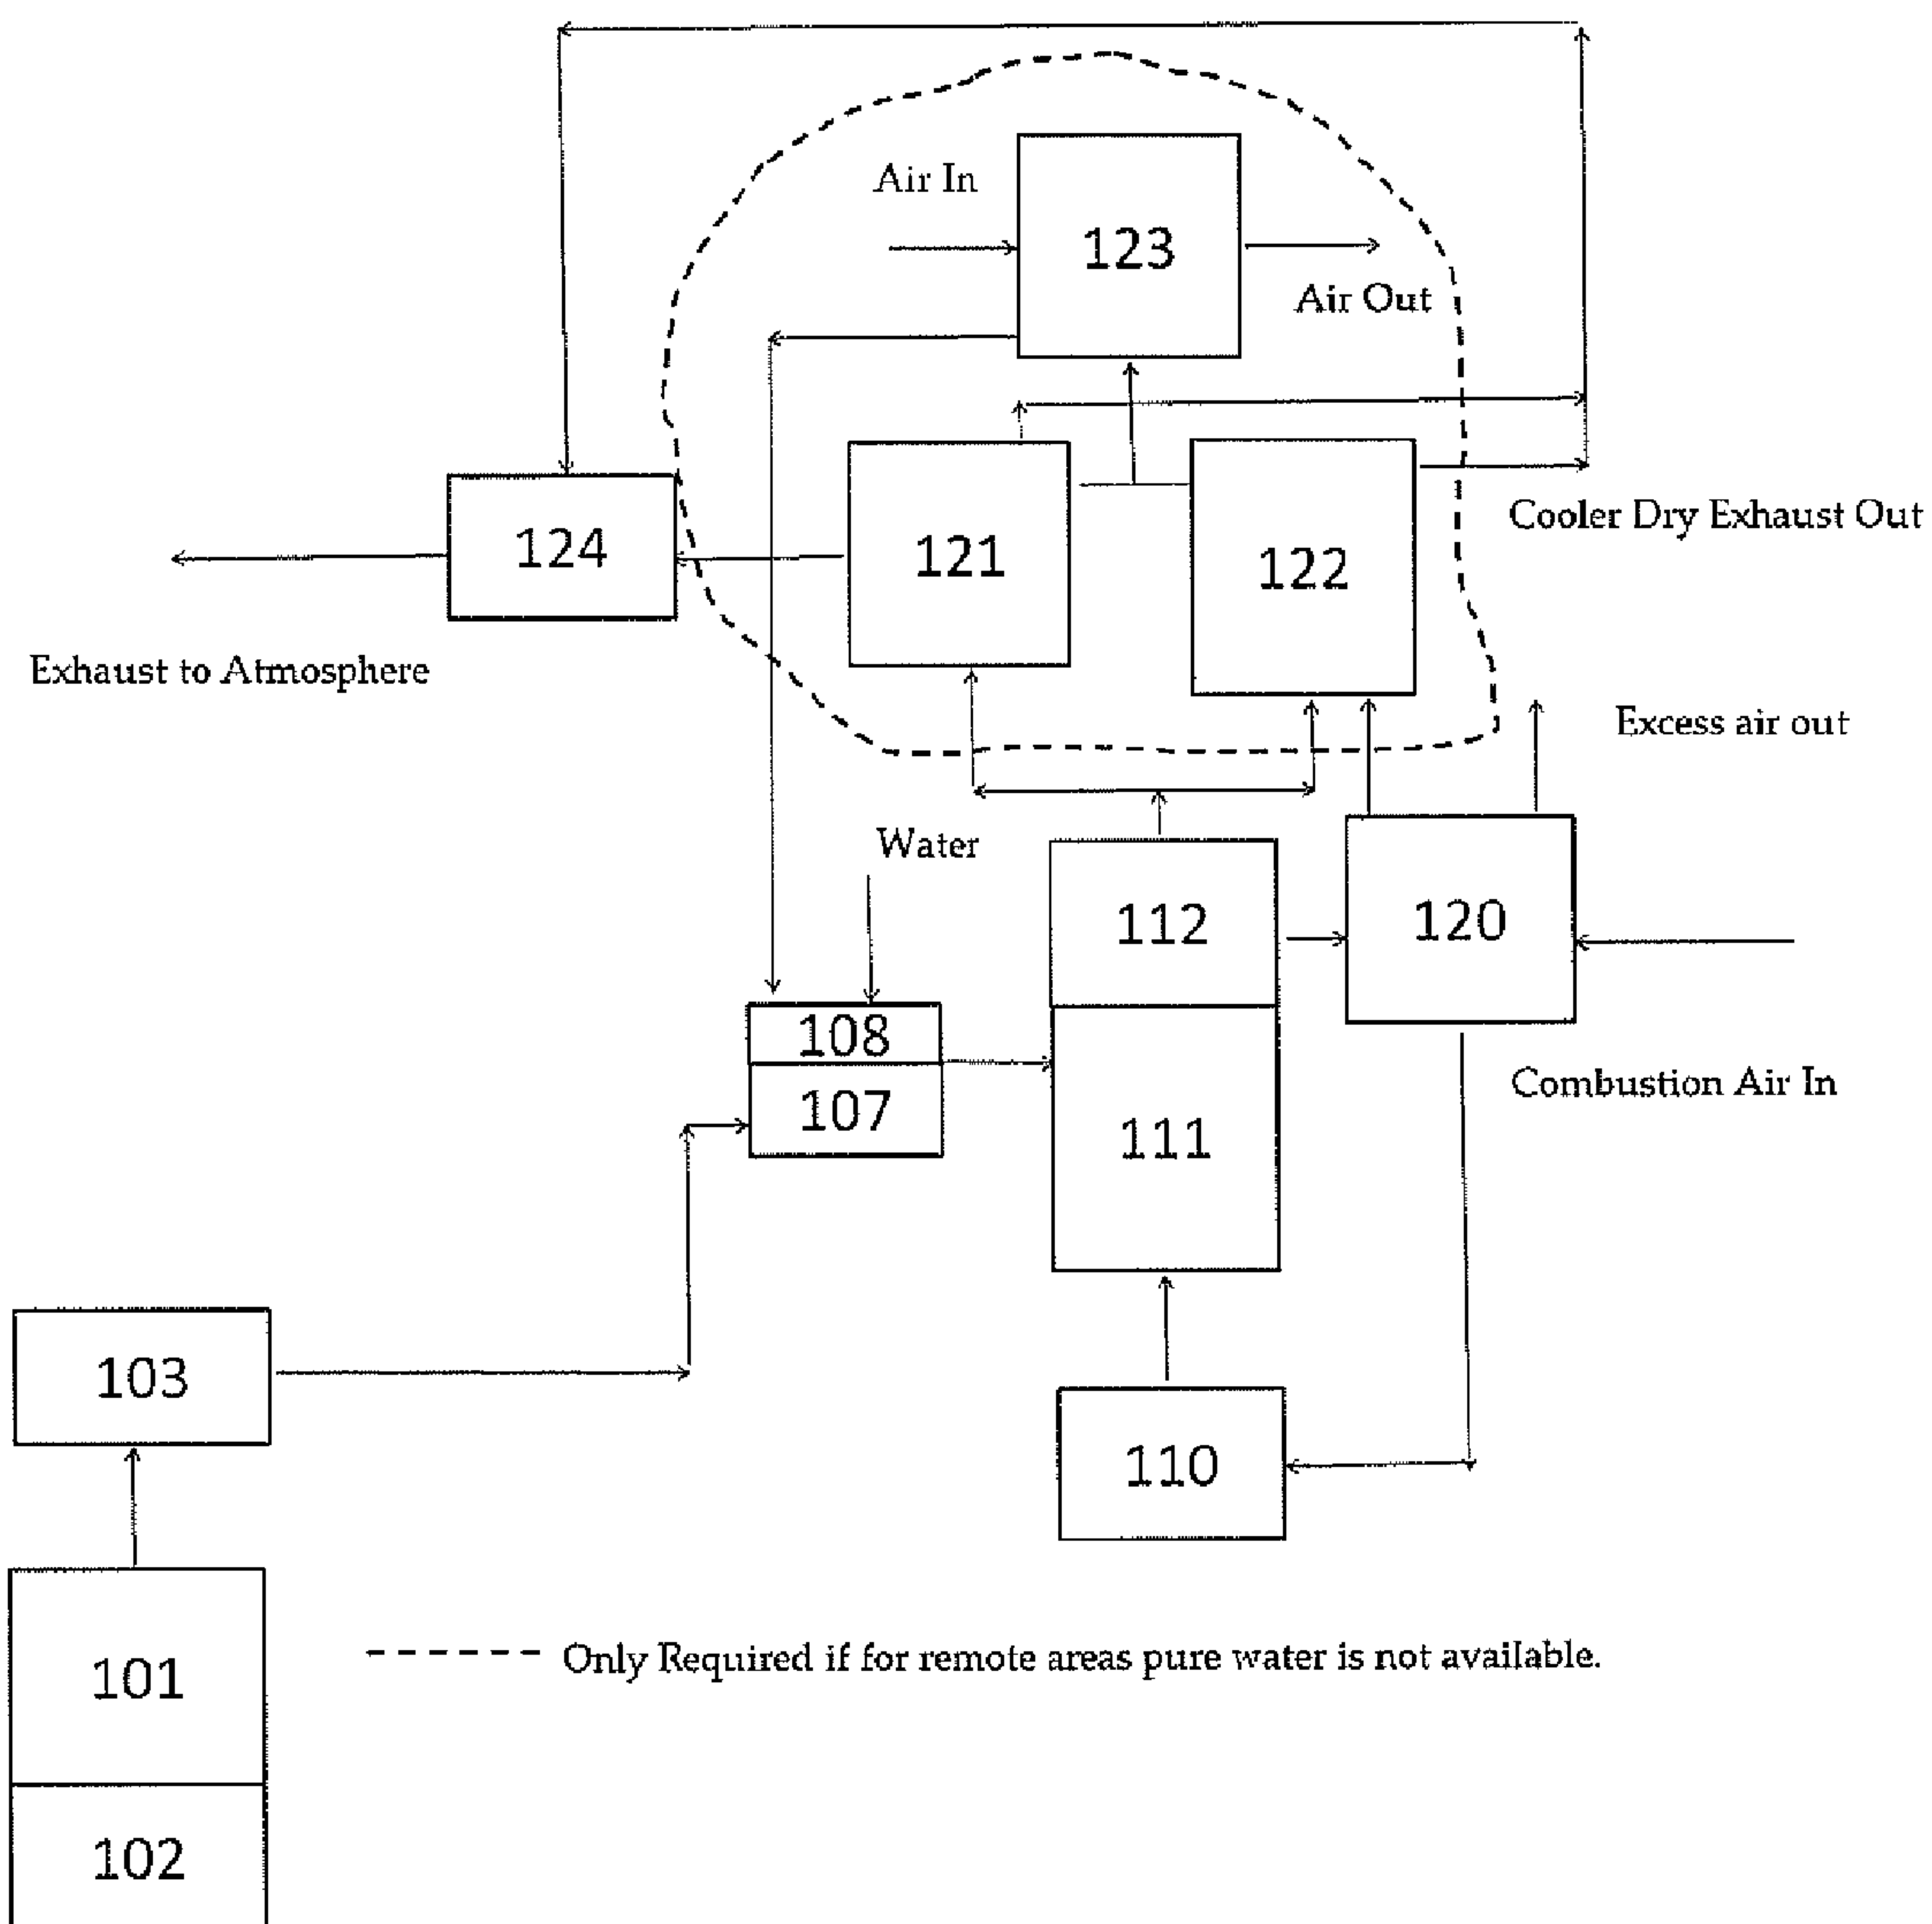 Air In
123
Air Out
121
122
124
Cooler Dry Exhaust Out
Exhaust to Atmosphere
Excess air out
Water
112
120
108
107
Combustion Air In
111
103
110
101
Only Required if for remote areas pure water is not available.
102